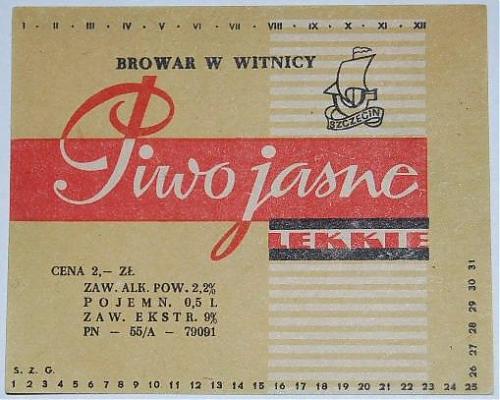 I · II · III · IV · V · VI · VII · VIII · IX · X · XI · XII
BROWAR W WITNICY
SZCZECIN
Piwo jasne
LEKKIE
CENA 2,— ZŁ
ZAW. ALK. POW. 2,2%
POJEMN. 0,5 L
ZAW. EKSTR. 9%
PN — 55/A — 79091
S. Z. G.
1 2 3 4 5 6 7 8 9 10 11 12 13 14 15 16 17 18 19 20 21 22 23 24 25
26 27 28 29 30 31